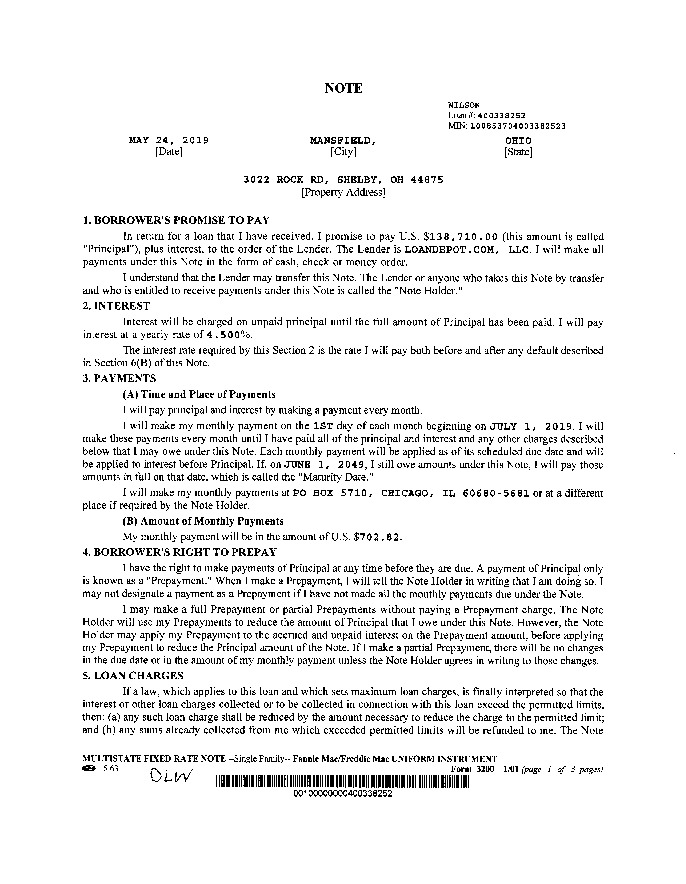 NOTE
WILSON
Loan #: 400338252
MIN: 100853704003382523
MAY 24, 2019 MANSFIELD, OHIO
[Date] [City] [State]
3022 ROCK RD, SHELBY, OH 44875
[Property Address]
1. BORROWER'S PROMISE TO PAY
In return for a loan that I have received, I promise to pay U.S. $138,710.00 (this amount is called
"Principal"), plus interest, to the order of the Lender. The Lender is LOANDEPOT.COM, LLC. I will make all
payments under this Note in the form of cash, check or money order.
I understand that the Lender may transfer this Note. The Lender or anyone who takes this Note by transfer
and who is entitled to receive payments under this Note is called the "Note Holder."
2. INTEREST
Interest will be charged on unpaid principal until the full amount of Principal has been paid. I will pay
interest at a yearly rate of 4.500%.
The interest rate required by this Section 2 is the rate I will pay both before and after any default described
in Section 6(B) of this Note.
3. PAYMENTS
(A) Time and Place of Payments
I will pay principal and interest by making a payment every month.
I will make my monthly payment on the 1ST day of each month beginning on JULY 1, 2019. I will
make these payments every month until I have paid all of the principal and interest and any other charges described
below that I may owe under this Note. Each monthly payment will be applied as of its scheduled due date and will
be applied to interest before Principal. If, on JUNE 1, 2049, I still owe amounts under this Note, I will pay those
amounts in full on that date, which is called the "Maturity Date."
I will make my monthly payments at PO BOX 5710, CHICAGO, IL 60680-5681 or at a different
place if required by the Note Holder.
(B) Amount of Monthly Payments
My monthly payment will be in the amount of U.S. $702.82.
4. BORROWER'S RIGHT TO PREPAY
I have the right to make payments of Principal at any time before they are due. A payment of Principal only
is known as a "Prepayment." When I make a Prepayment, I will tell the Note Holder in writing that I am doing so. I
may not designate a payment as a Prepayment if I have not made all the monthly payments due under the Note.
I may make a full Prepayment or partial Prepayments without paying a Prepayment charge. The Note
Holder will use my Prepayments to reduce the amount of Principal that I owe under this Note. However, the Note
Holder may apply my Prepayment to the accrued and unpaid interest on the Prepayment amount, before applying
my Prepayment to reduce the Principal amount of the Note. If I make a partial Prepayment, there will be no changes
in the due date or in the amount of my monthly payment unless the Note Holder agrees in writing to those changes.
5. LOAN CHARGES
If a law, which applies to this loan and which sets maximum loan charges, is finally interpreted so that the
interest or other loan charges collected or to be collected in connection with this loan exceed the permitted limits,
then: (a) any such loan charge shall be reduced by the amount necessary to reduce the charge to the permitted limit;
and (b) any sums already collected from me which exceeded permitted limits will be refunded to me. The Note
MULTISTATE FIXED RATE NOTE --Single Family-- Fannie Mae/Freddie Mac UNIFORM INSTRUMENT
5.63 Form 3200 1/01 (page 1 of 3 pages)
DLW
0010000000400338252